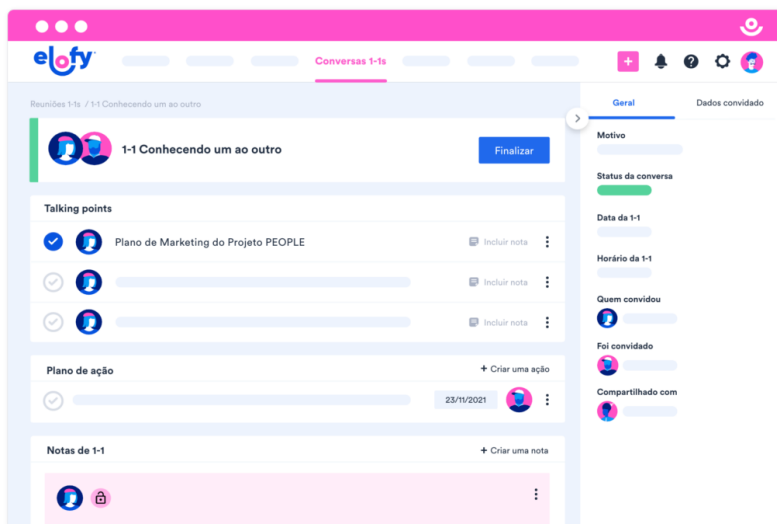 elofy
Conversas 1-1s
Reuniões 1-1s / 1-1 Conhecendo um ao outro
1-1 Conhecendo um ao outro
Finalizar
Talking points
Plano de Marketing do Projeto PEOPLE
Incluir nota
Incluir nota
Incluir nota
Plano de ação
+ Criar uma ação
23/11/2021
Notas de 1-1
+ Criar uma nota
Geral
Dados convidado
Motivo
Status da conversa
Data da 1-1
Horário da 1-1
Quem convidou
Foi convidado
Compartilhado com